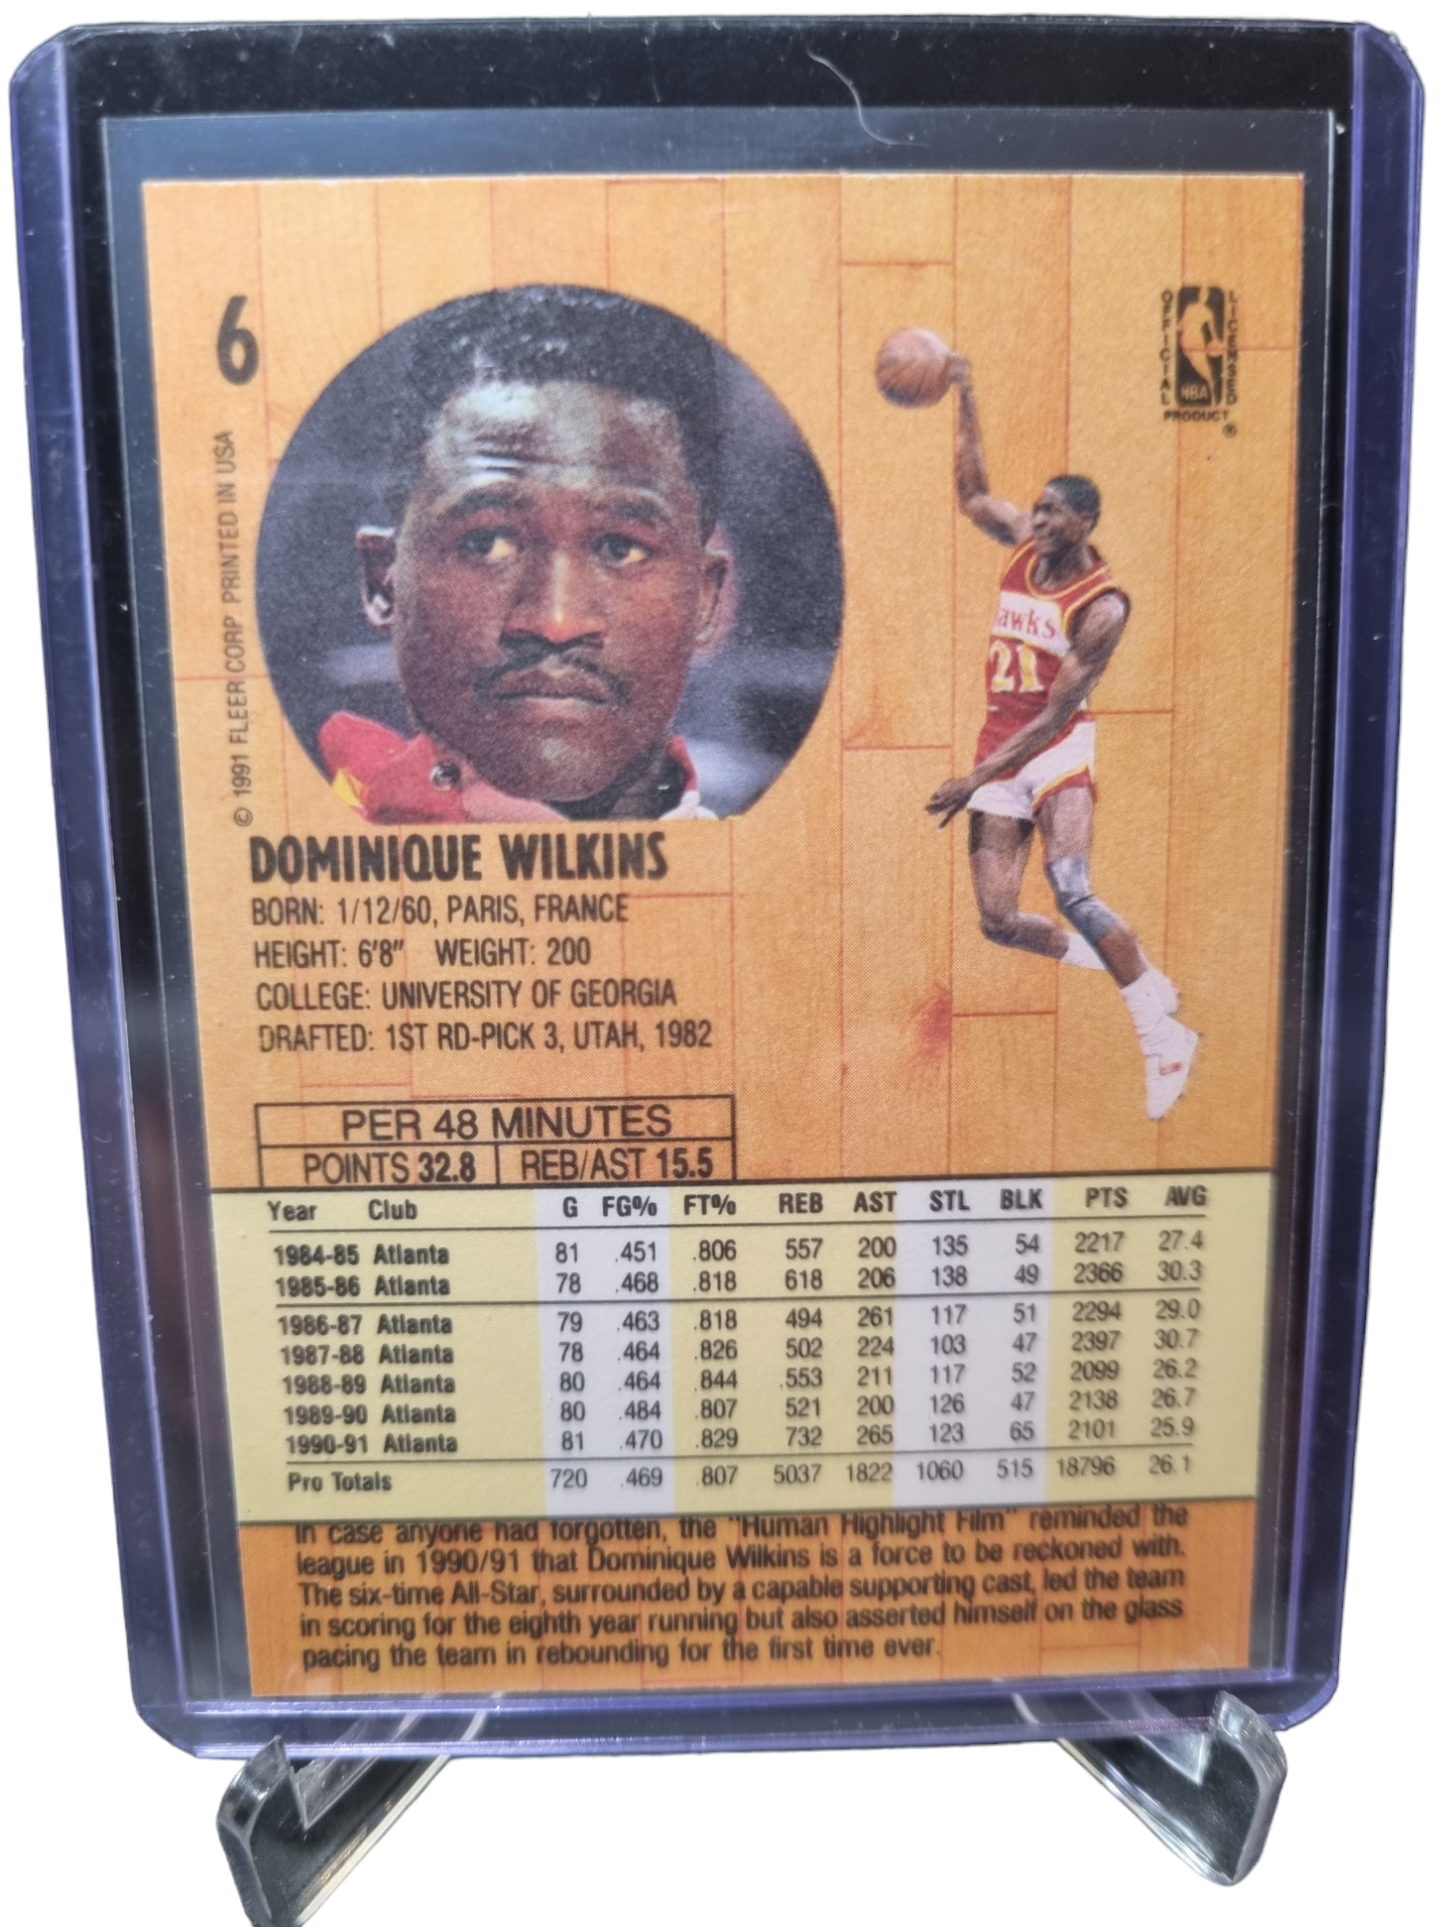 6
OFFICIAL LICENSED
NBA
PRODUCT
®
© 1991 FLEER CORP PRINTED IN USA
awks
21
DOMINIQUE WILKINS
BORN: 1/12/60, PARIS, FRANCE
HEIGHT: 6'8" WEIGHT: 200
COLLEGE: UNIVERSITY OF GEORGIA
DRAFTED: 1ST RD-PICK 3, UTAH, 1982
PER 48 MINUTES
POINTS 32.8 REB/AST 15.5
Year Club G FG% FT% REB AST STL BLK PTS AVG
1984-85 Atlanta 81 .451 .806 557 200 135 54 2217 27.4
1985-86 Atlanta 78 .468 .818 618 206 138 49 2366 30.3
1986-87 Atlanta 79 .463 .818 494 261 117 51 2294 29.0
1987-88 Atlanta 78 .464 .826 502 224 103 47 2397 30.7
1988-89 Atlanta 80 .464 .844 .553 211 117 52 2099 26.2
1989-90 Atlanta 80 .484 .807 521 200 126 47 2138 26.7
1990-91 Atlanta 81 .470 .829 732 265 123 65 2101 25.9
Pro Totals 720 .469 .807 5037 1822 1060 515 18796 26.1
In case anyone had forgotten, the "Human Highlight Film" reminded the
league in 1990/91 that Dominique Wilkins is a force to be reckoned with.
The six-time All-Star, surrounded by a capable supporting cast, led the team
in scoring for the eighth year running but also asserted himself on the glass
pacing the team in rebounding for the first time ever.